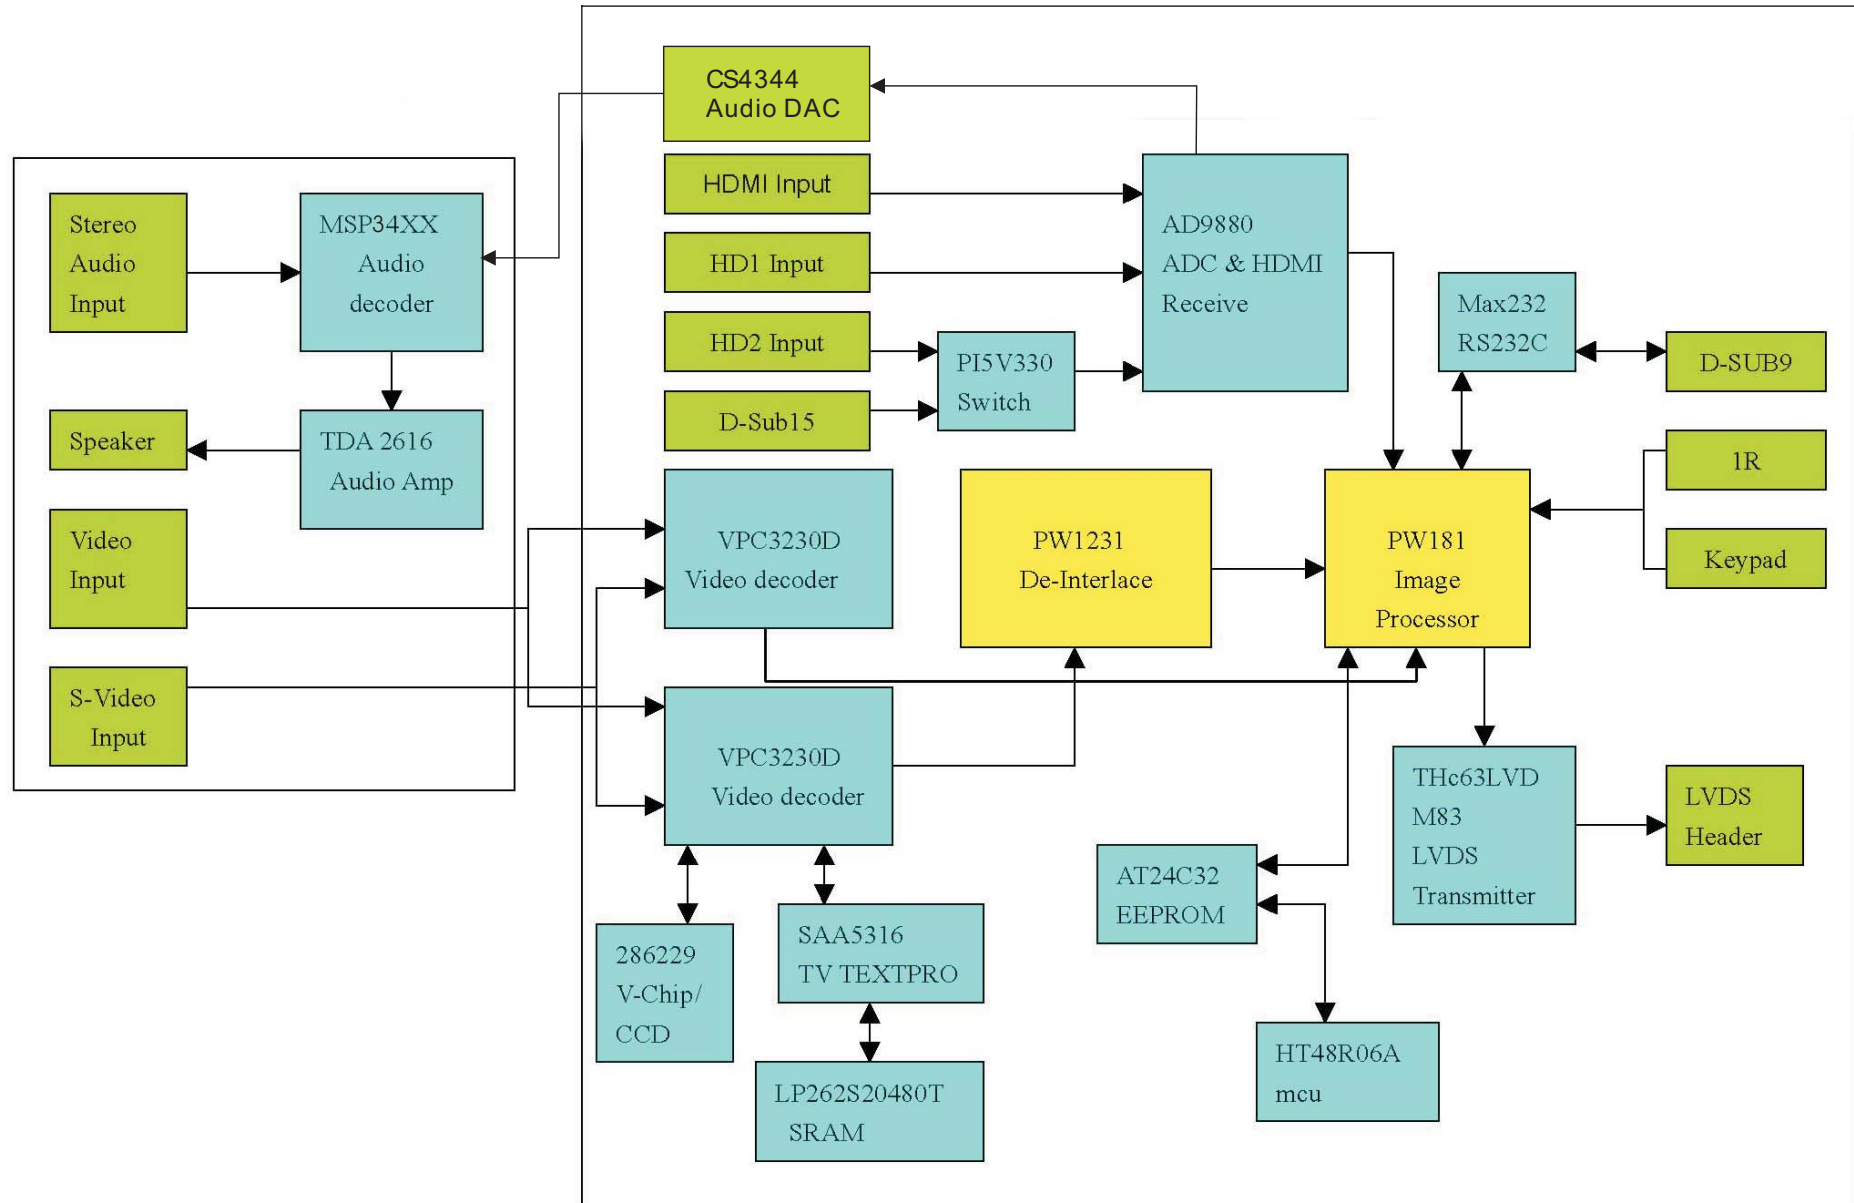 CS4344
Audio DAC
HDMI Input
HD1 Input
HD2 Input
D-Sub15
PI5V330
Switch
AD9880
ADC & HDMI
Receive
Max232
RS232C
D-SUB9
1R
Keypad
Stereo
Audio
Input
MSP34XX
Audio
decoder
Speaker
TDA 2616
Audio Amp
Video
Input
S-Video
Input
VPC3230D
Video decoder
PW1231
De-Interlace
PW181
Image
Processor
VPC3230D
Video decoder
THc63LVD
M83
LVDS
Transmitter
LVDS
Header
AT24C32
EEPROM
286229
V-Chip/
CCD
SAA5316
TV TEXTPRO
LP262S20480T
SRAM
HT48R06A
mcu